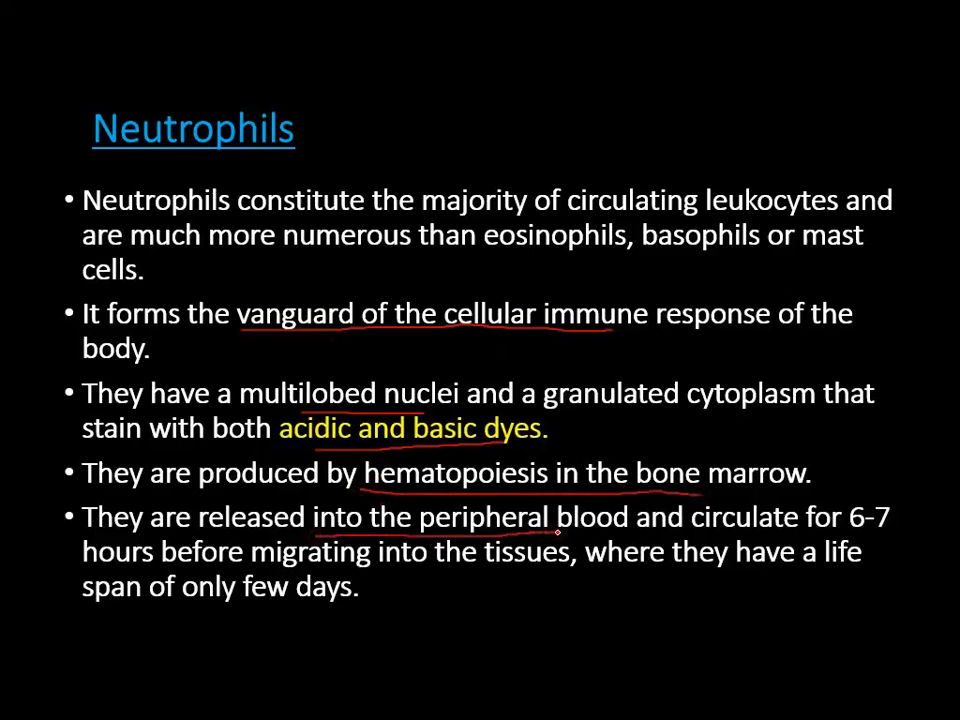 Neutrophils
• Neutrophils constitute the majority of circulating leukocytes and
are much more numerous than eosinophils, basophils or mast
cells.
• It forms the vanguard of the cellular immune response of the
body.
• They have a multilobed nuclei and a granulated cytoplasm that
stain with both acidic and basic dyes.
• They are produced by hematopoiesis in the bone marrow.
• They are released into the peripheral blood and circulate for 6-7
hours before migrating into the tissues, where they have a life
span of only few days.